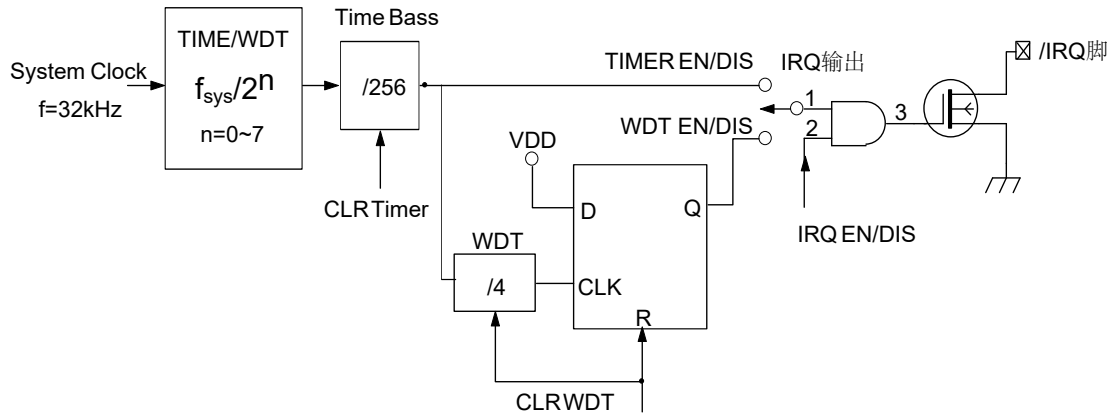 Time Bass
TIME/WDT
System Clock
f=32kHz
fsys/2^n
n=0~7
/256
TIMER EN/DIS
IRQ输出
/IRQ脚
1
WDT EN/DIS
2
3
VDD
CLR Timer
D
Q
IRQ EN/DIS
WDT
/4
CLK
R
CLR WDT